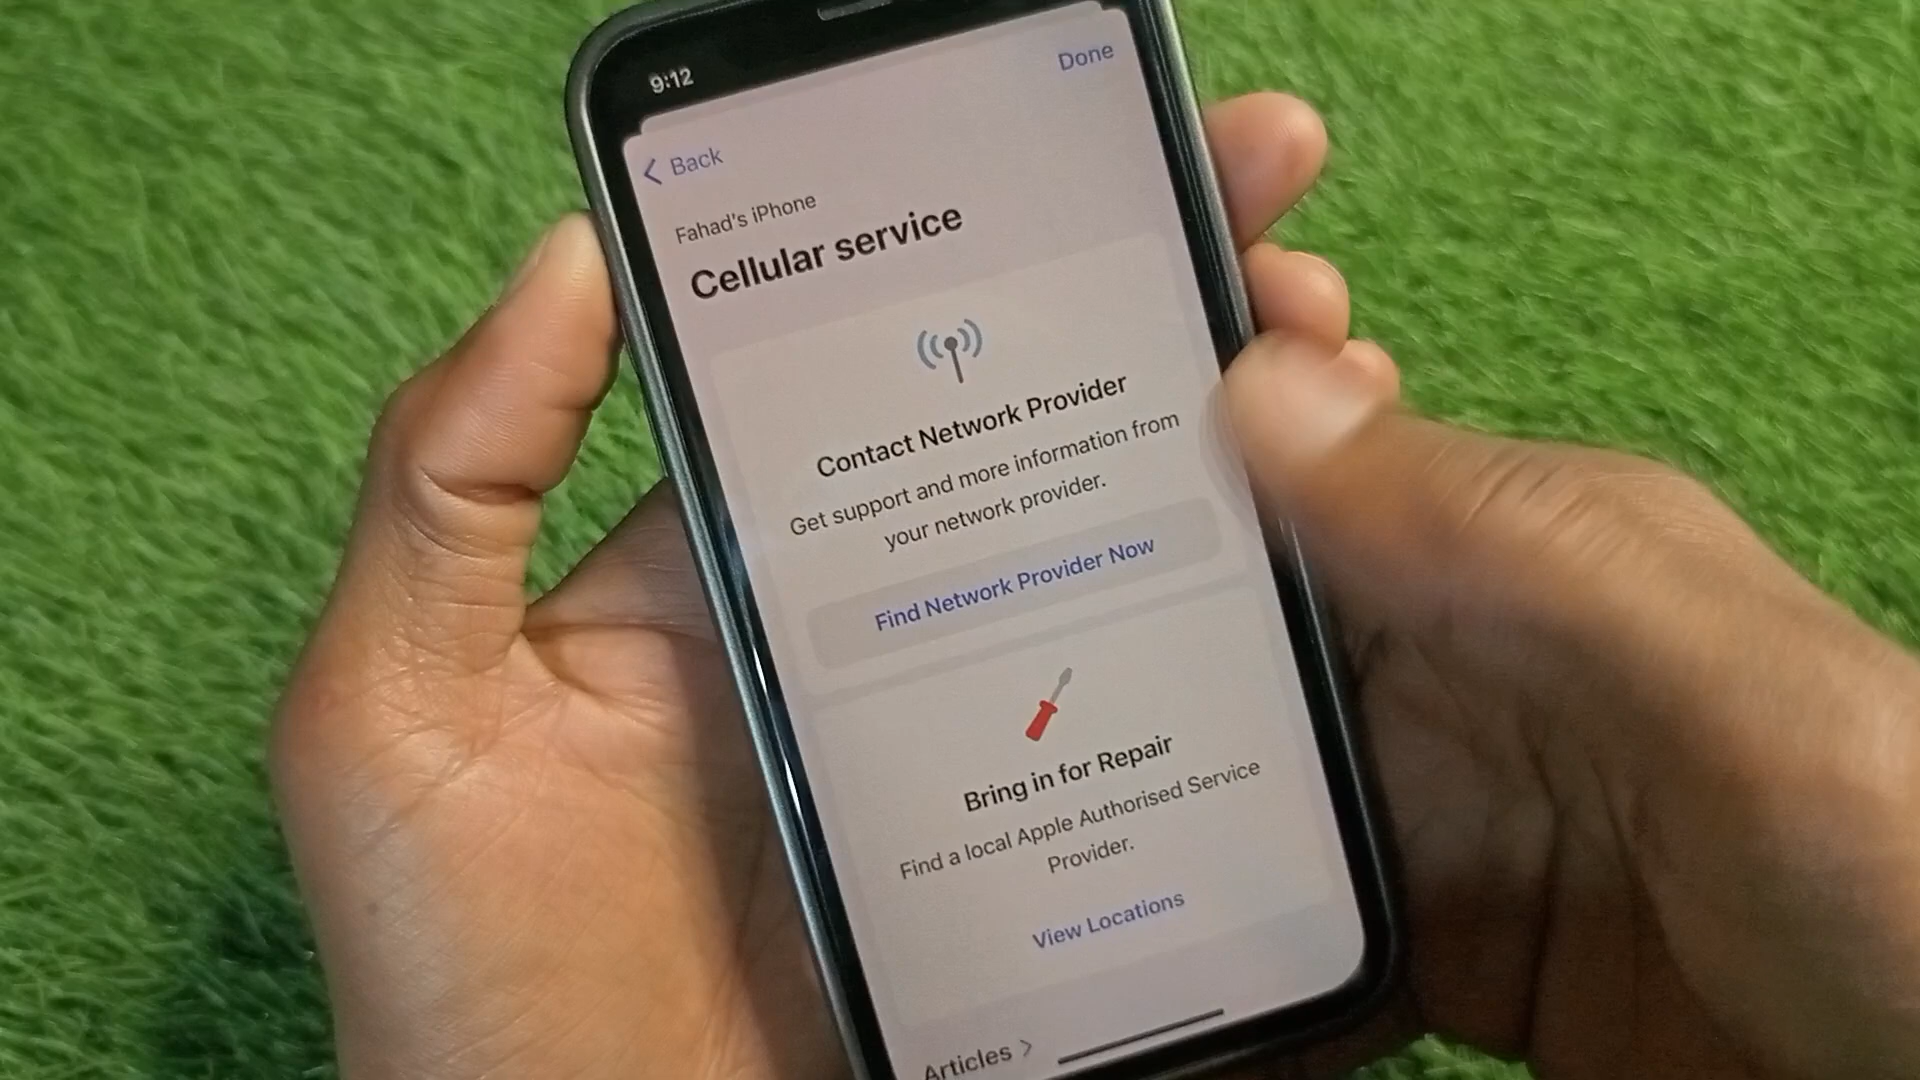 9:12
Done
Back
Fahad's iPhone
Cellular service
Contact Network Provider
Get support and more information from
your network provider.
Find Network Provider Now
Bring in for Repair
Find a local Apple Authorised Service
Provider.
View Locations
Articles